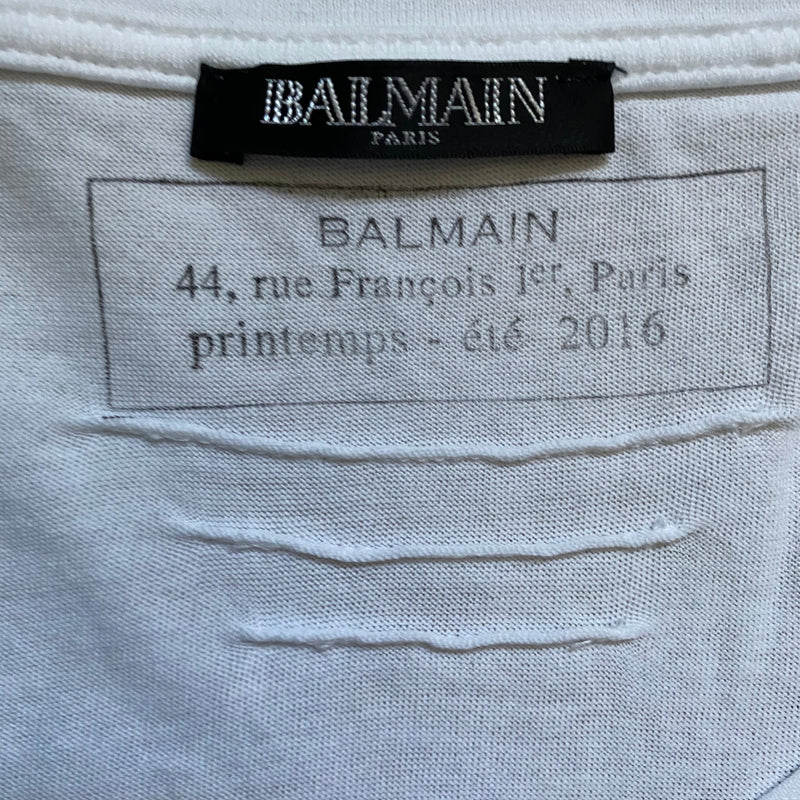 BALMAIN
PARIS
BALMAIN
44, rue François 1er, Paris
printemps - été 2016